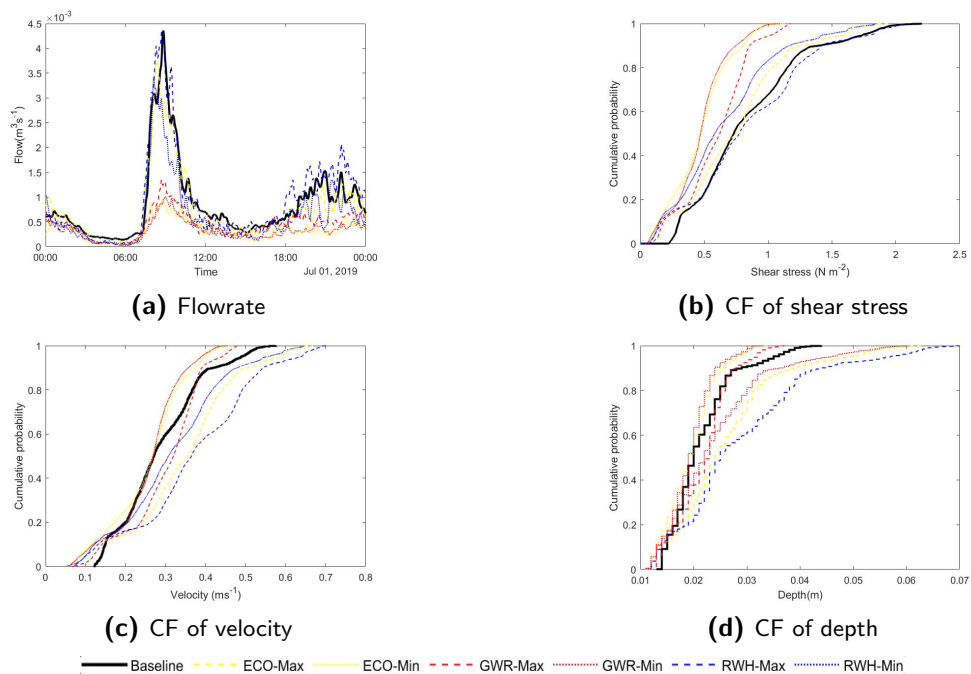 ×10⁻³
4.5
4
3.5
3
2.5
2
1.5
1
0.5
0
Flow(m³s⁻¹)
00:00 06:00 12:00 18:00 00:00
Time
Jul 01, 2019
(a) Flowrate
1
0.8
0.6
0.4
0.2
0
Cumulative probability
0 0.5 1 1.5 2 2.5
Shear stress (N m⁻²)
(b) CF of shear stress
1
0.8
0.6
0.4
0.2
0
Cumulative probability
0 0.1 0.2 0.3 0.4 0.5 0.6 0.7 0.8
Velocity (ms⁻¹)
(c) CF of velocity
1
0.8
0.6
0.4
0.2
0
Cumulative probability
0.01 0.02 0.03 0.04 0.05 0.06 0.07
Depth(m)
(d) CF of depth
Baseline ECO-Max ECO-Min GWR-Max GWR-Min RWH-Max RWH-Min